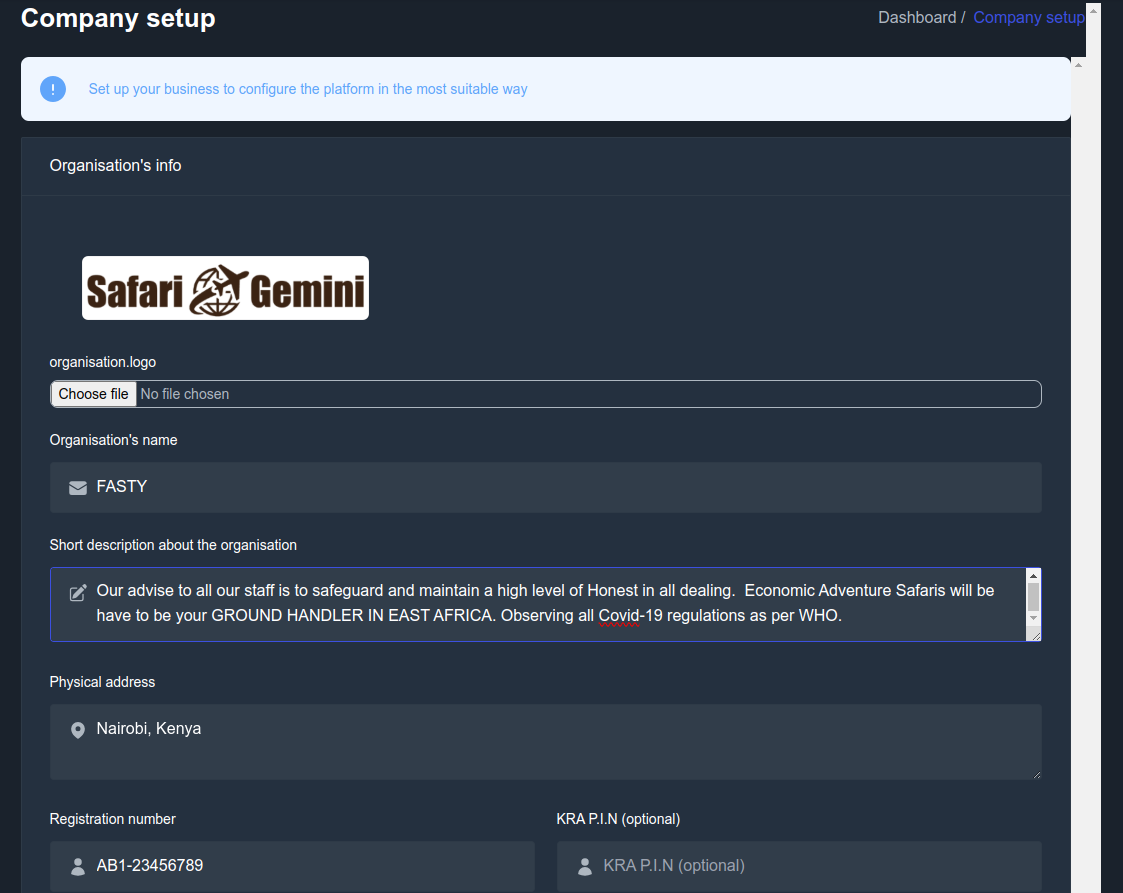 Company setup
Dashboard / Company setup
Set up your business to configure the platform in the most suitable way
Organisation's info
Safari Gemini
organisation.logo
Choose file No file chosen
Organisation's name
FASTY
Short description about the organisation
Our advise to all our staff is to safeguard and maintain a high level of Honest in all dealing.  Economic Adventure Safaris will be
have to be your GROUND HANDLER IN EAST AFRICA. Observing all Covid-19 regulations as per WHO.
Physical address
Nairobi, Kenya
Registration number
KRA P.I.N (optional)
AB1-23456789
KRA P.I.N (optional)